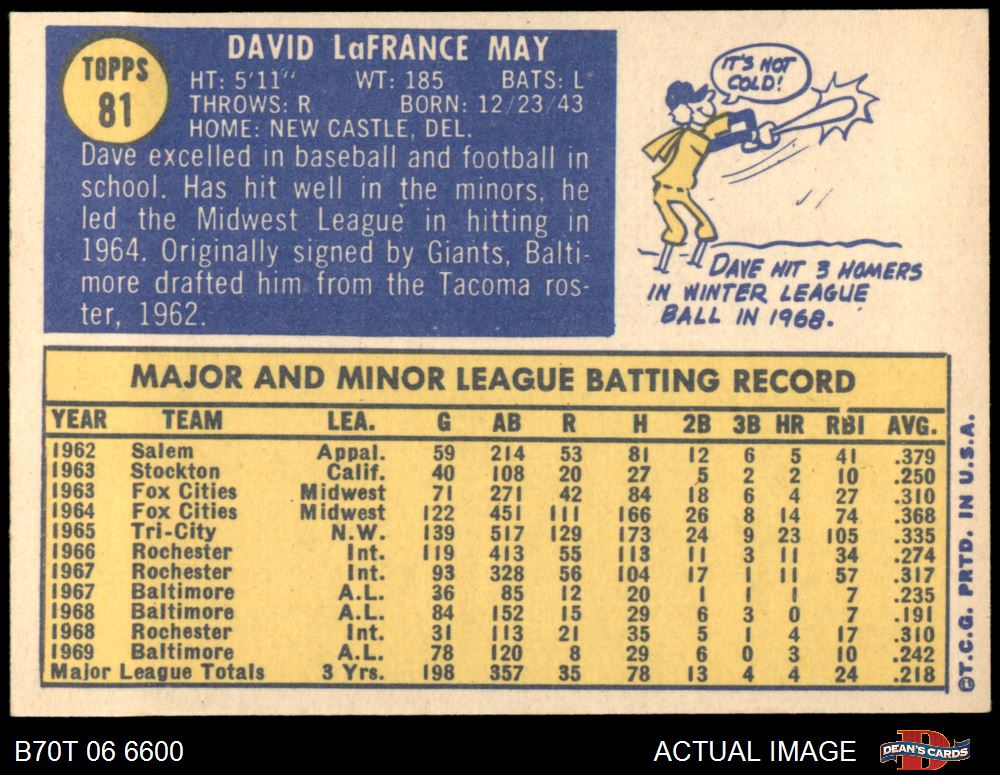 TOPPS
81
DAVID LaFRANCE MAY
HT: 5'11" WT: 185 BATS: L
THROWS: R BORN: 12/23/43
HOME: NEW CASTLE, DEL.
Dave excelled in baseball and football in
school. Has hit well in the minors, he
led the Midwest League in hitting in
1964. Originally signed by Giants, Balti-
more drafted him from the Tacoma ros-
ter, 1962.
IT'S NOT
COLD!
DAVE HIT 3 HOMERS
IN WINTER LEAGUE
BALL IN 1968.
MAJOR AND MINOR LEAGUE BATTING RECORD
YEAR TEAM LEA. G AB R H 2B 3B HR RBI AVG.
1962 Salem Appal. 59 214 53 81 12 6 5 41 .379
1963 Stockton Calif. 40 108 20 27 5 2 2 10 .250
1963 Fox Cities Midwest 71 271 42 84 18 6 4 27 .310
1964 Fox Cities Midwest 122 451 111 166 26 8 14 74 .368
1965 Tri-City N.W. 139 517 129 173 24 9 23 105 .335
1966 Rochester Int. 119 413 55 113 11 3 11 34 .274
1967 Rochester Int. 93 328 56 104 17 1 11 57 .317
1967 Baltimore A.L. 36 85 12 20 1 1 1 7 .235
1968 Baltimore A.L. 84 152 15 29 6 3 0 7 .191
1968 Rochester Int. 31 113 21 35 5 1 4 17 .310
1969 Baltimore A.L. 78 120 8 29 6 0 3 10 .242
Major League Totals 3 Yrs. 198 357 35 78 13 4 4 24 .218
©T.C.G. PRTD. IN U.S.A.
B70T 06 6600
ACTUAL IMAGE
DEAN'S CARDS